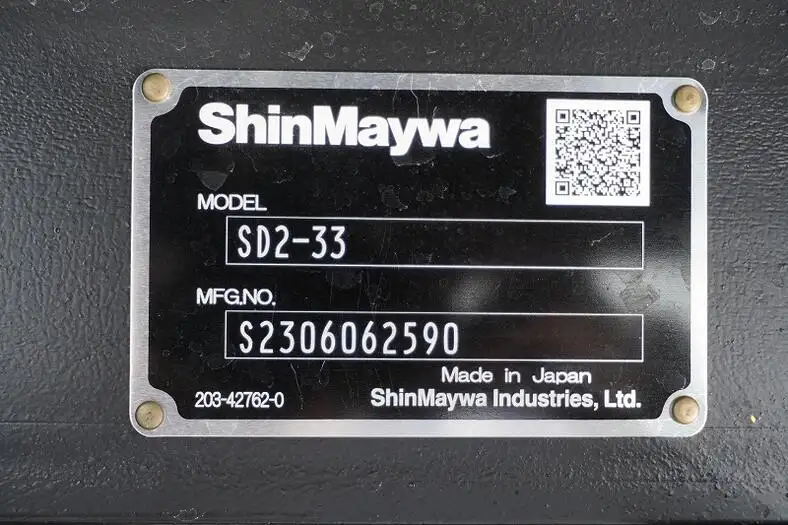 ShinMaywa
MODEL
SD2-33
MFG.NO.
S2306062590
Made in Japan
203-42762-0 ShinMaywa Industries, Ltd.